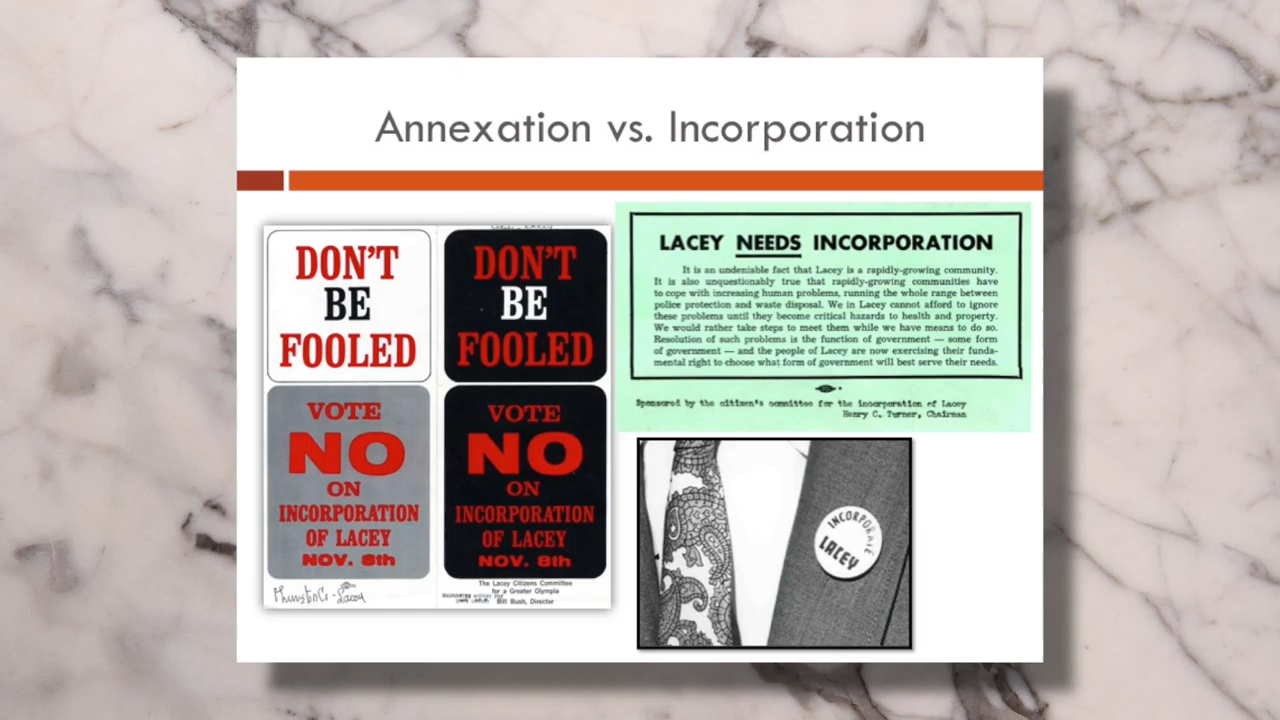 Annexation vs. Incorporation
DON'T
BE
FOOLED
DON'T
BE
FOOLED
VOTE
NO
ON
INCORPORATION
OF LACEY
NOV. 8th
VOTE
NO
ON
INCORPORATION
OF LACEY
NOV. 8th
The Lacey Citizens Committee
for a Greater Olympia
Bill Bush, Director
LACEY NEEDS INCORPORATION
It is an undeniable fact that Lacey is a rapidly-growing community.
It is also unquestionably true that rapidly-growing communities have
to cope with increasing human problems, running the whole range between
police protection and waste disposal. We in Lacey cannot afford to ignore
these problems until they become critical hazards to health and property.
We would rather take steps to meet them while we have means to do so.
Resolution of such problems is the function of government — some form
of government — and the people of Lacey are now exercising their funda-
mental right to choose what form of government will best serve their needs.
Sponsored by the citizen's committee for the incorporation of Lacey
Henry C. Turner, Chairman
INCORPORATE
LACEY